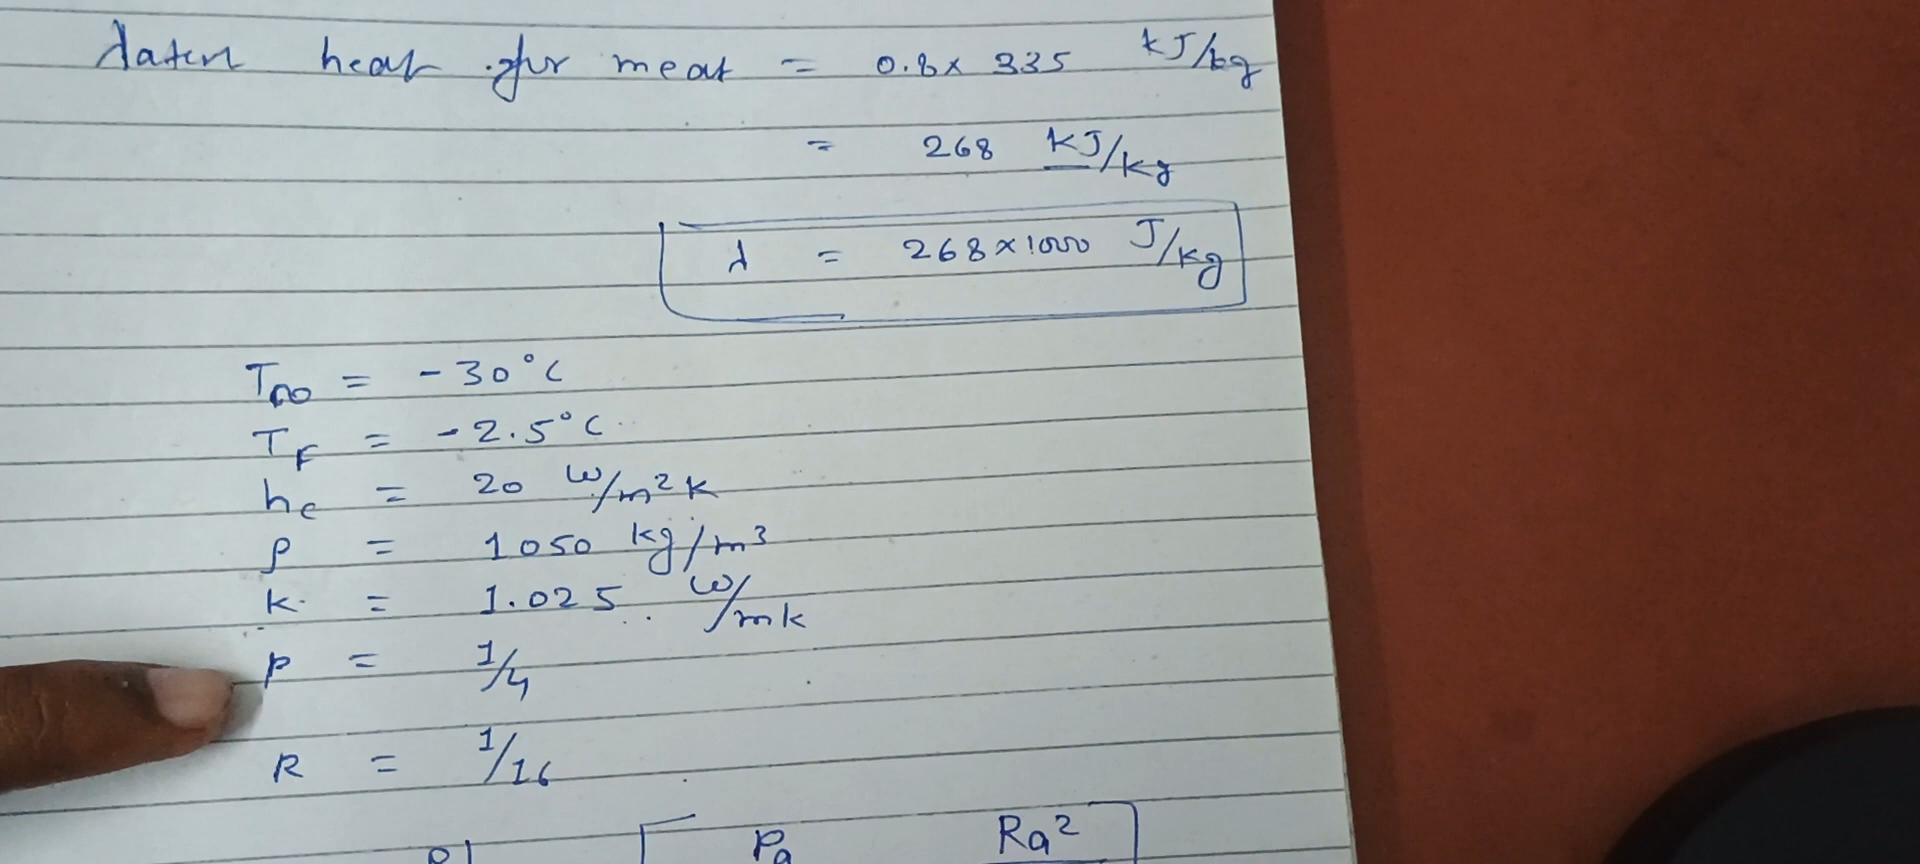 latent heat for meat = 0.8 x 335 kJ/kg
= 268 kJ/kg
λ = 268 x 1000 J/kg
T∞ = -30°C
TF = -2.5°C
hc = 20 W/m²K
ρ = 1050 kg/m³
k = 1.025 W/mk
P = 1/4
R = 1/16
Pa Ra²